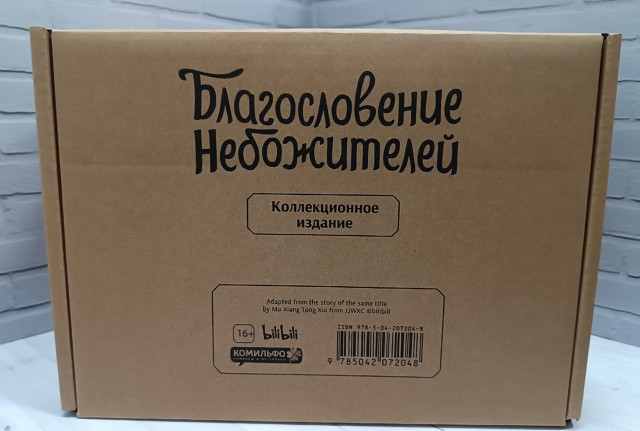 Благословение
Небожителей
Коллекционное
издание
Adapted from the story of the same title
by Mo Xiang Tong Xiu from JJWXC ©bilibili
16+
bilibili
ISBN 978-5-04-207204-8
КОМИЛЬФО
9 785042 072048